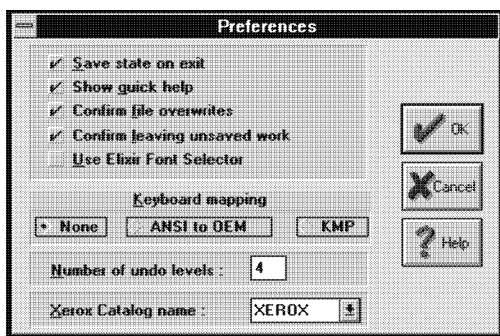 Preferences
Save state on exit
Show quick help
Confirm file overwrites
Confirm leaving unsaved work
Use Elixir Font Selector
Keyboard mapping
None ANSI to OEM KMP
Number of undo levels : 4
Xerox Catalog name : XEROX
OK
Cancel
Help